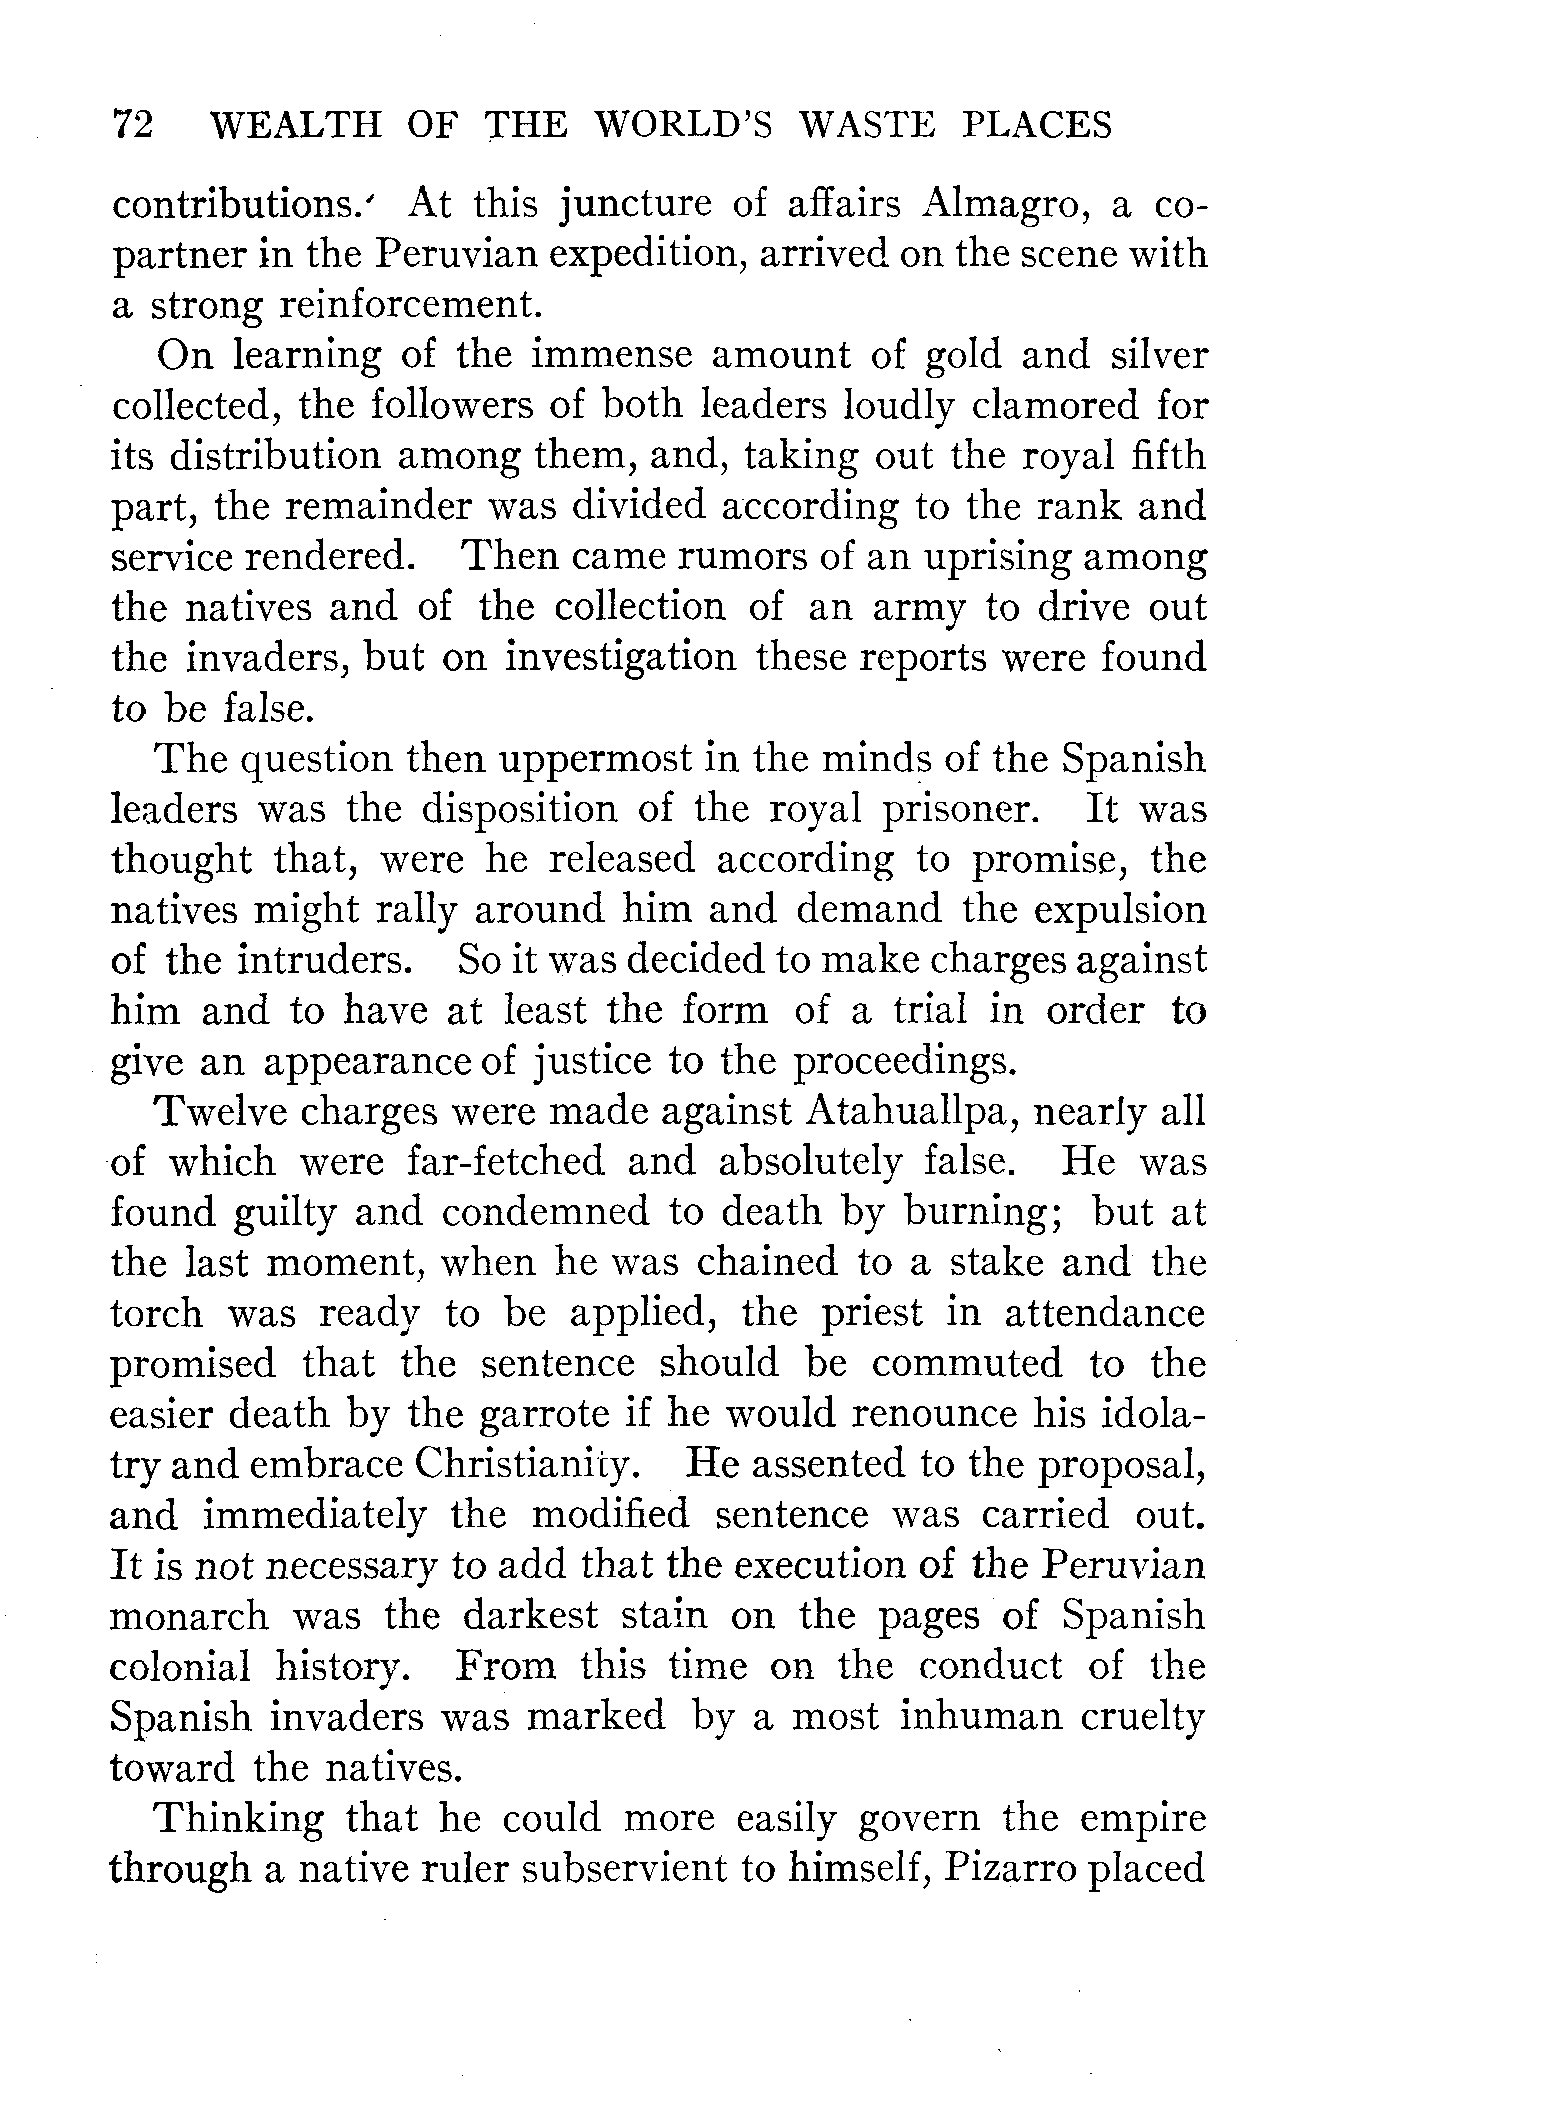 72 WEALTH OF THE WORLD'S WASTE PLACES
contributions.' At this juncture of affairs Almagro, a co-
partner in the Peruvian expedition, arrived on the scene with
a strong reinforcement.
On learning of the immense amount of gold and silver
collected, the followers of both leaders loudly clamored for
its distribution among them, and, taking out the royal fifth
part, the remainder was divided according to the rank and
service rendered. Then came rumors of an uprising among
the natives and of the collection of an army to drive out
the invaders, but on investigation these reports were found
to be false.
The question then uppermost in the minds of the Spanish
leaders was the disposition of the royal prisoner. It was
thought that, were he released according to promise, the
natives might rally around him and demand the expulsion
of the intruders. So it was decided to make charges against
him and to have at least the form of a trial in order to
give an appearance of justice to the proceedings.
Twelve charges were made against Atahuallpa, nearly all
of which were far-fetched and absolutely false. He was
found guilty and condemned to death by burning; but at
the last moment, when he was chained to a stake and the
torch was ready to be applied, the priest in attendance
promised that the sentence should be commuted to the
easier death by the garrote if he would renounce his idola-
try and embrace Christianity. He assented to the proposal,
and immediately the modified sentence was carried out.
It is not necessary to add that the execution of the Peruvian
monarch was the darkest stain on the pages of Spanish
colonial history. From this time on the conduct of the
Spanish invaders was marked by a most inhuman cruelty
toward the natives.
Thinking that he could more easily govern the empire
through a native ruler subservient to himself, Pizarro placed